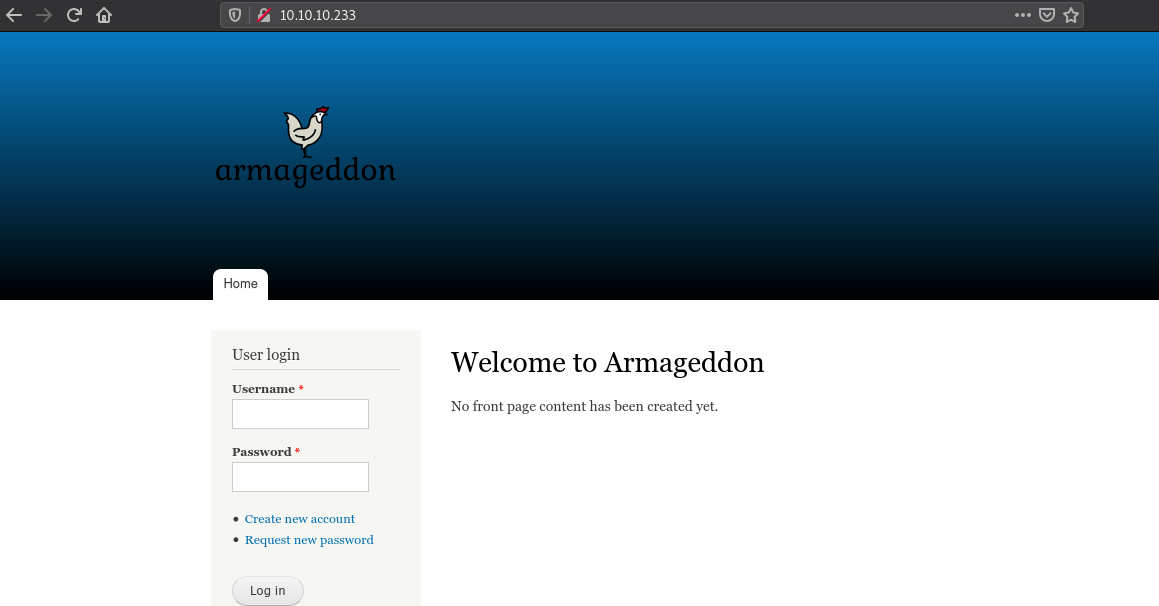 10.10.10.233
armageddon
Home
User login
Username *
Password *
Create new account
Request new password
Log in
Welcome to Armageddon
No front page content has been created yet.